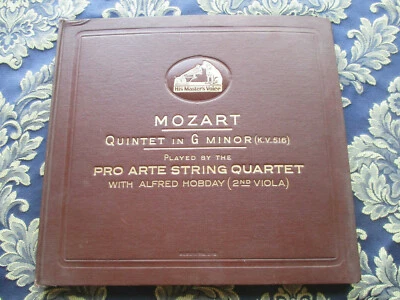 "His Master's Voice"
MOZART
QUINTET IN G MINOR (K.V. 516)
PLAYED BY THE
PRO ARTE STRING QUARTET
WITH ALFRED HOBDAY (2ND VIOLA)